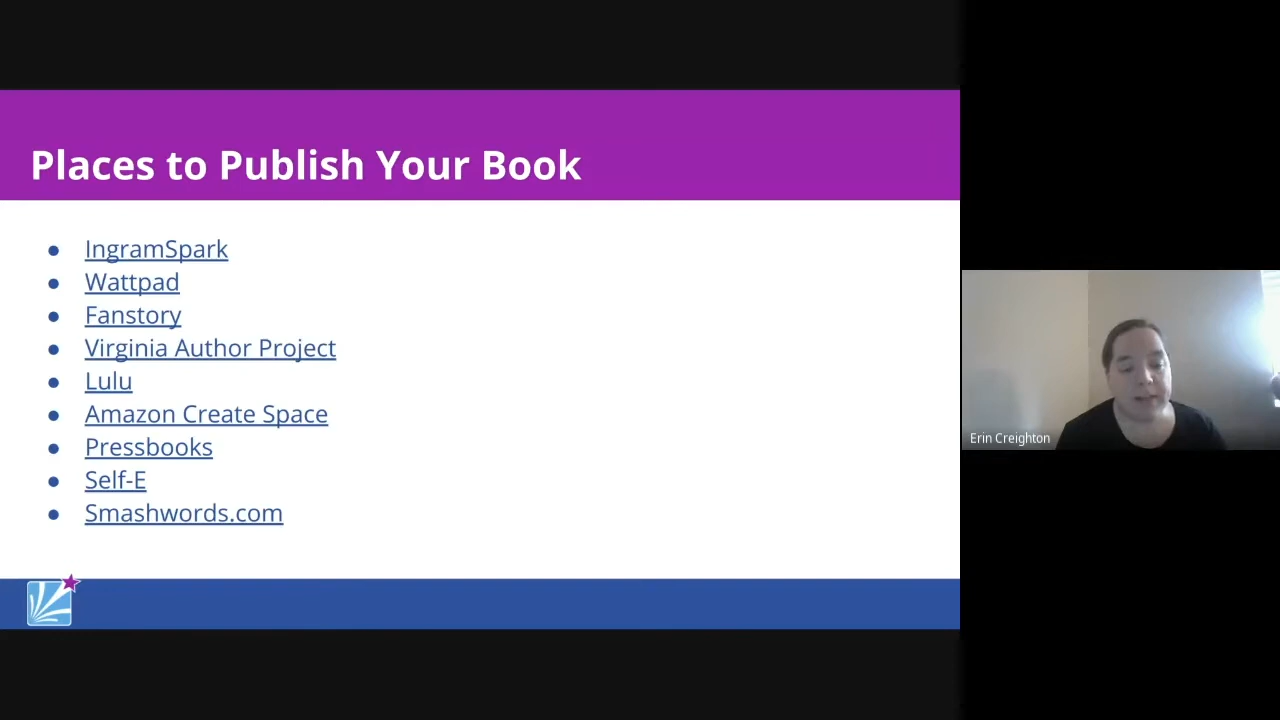 Places to Publish Your Book
● IngramSpark
● Wattpad
● Fanstory
● Virginia Author Project
● Lulu
● Amazon Create Space
● Pressbooks
● Self-E
● Smashwords.com
Erin Creighton